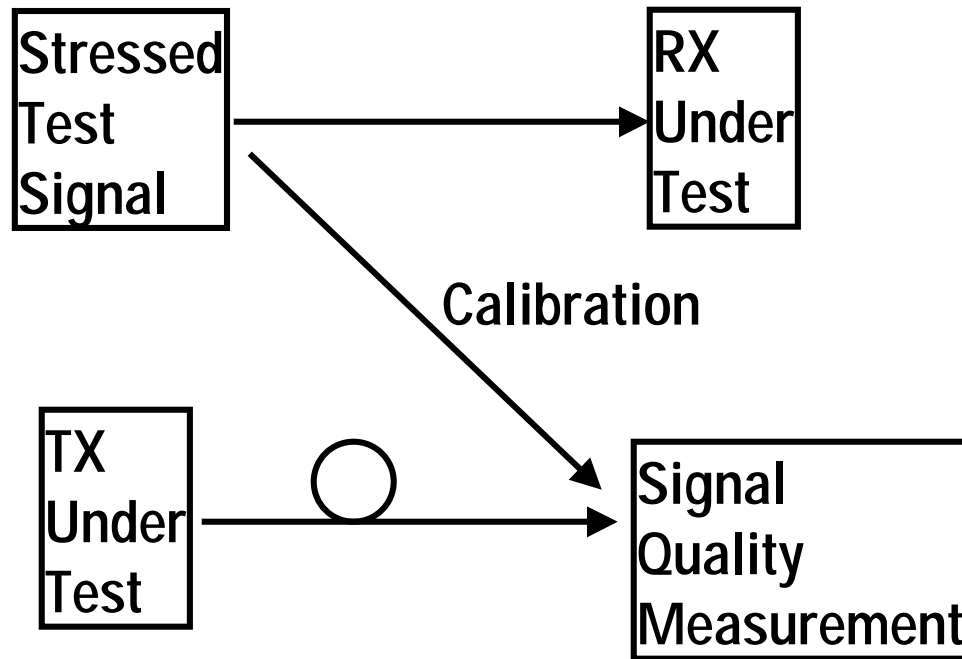 Stressed
Test
Signal
RX
Under
Test
Calibration
TX
Under
Test
Signal
Quality
Measurement